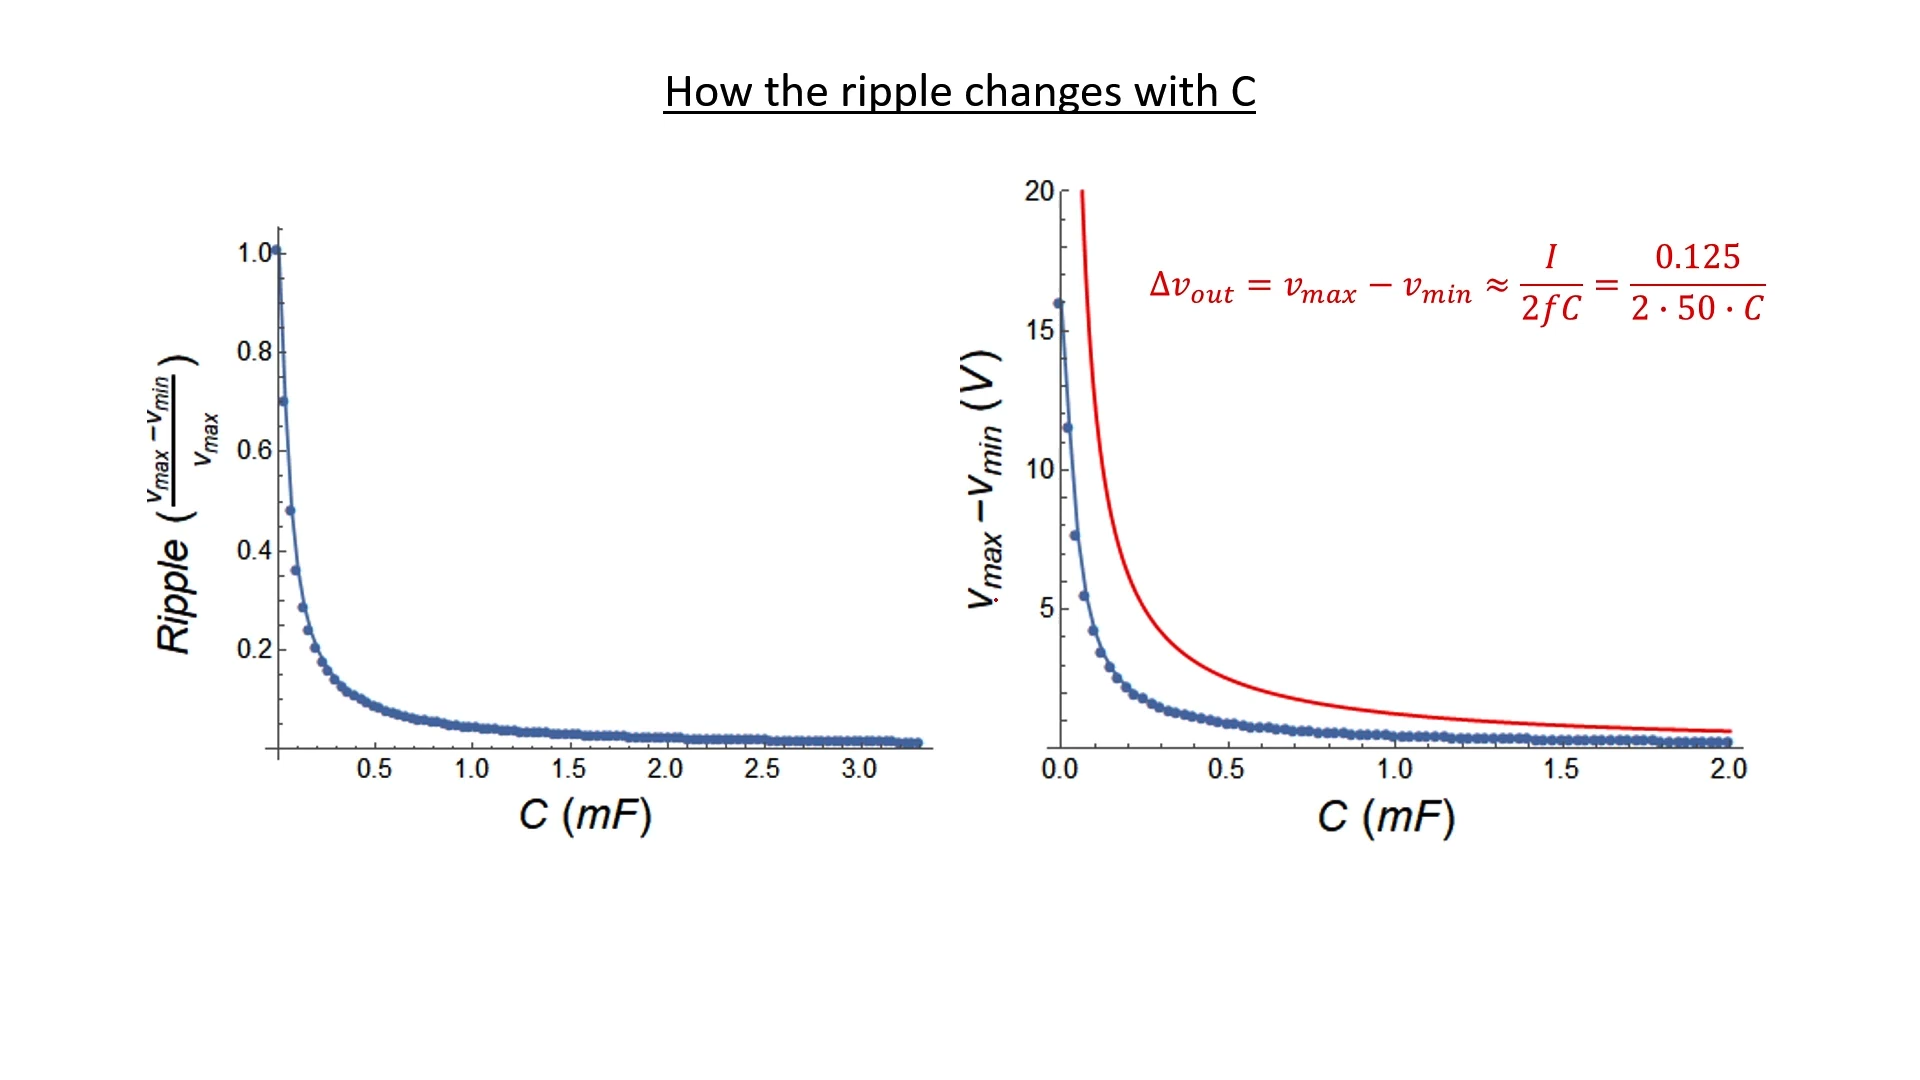 How the ripple changes with C
Ripple (v_max −v_min / v_max)
1.0
0.8
0.6
0.4
0.2
0.5 1.0 1.5 2.0 2.5 3.0
C (mF)
v_max −v_min (V)
20
15
10
5
0.0 0.5 1.0 1.5 2.0
C (mF)
Δv_out = v_max − v_min ≈ I / 2fC = 0.125 / 2 · 50 · C